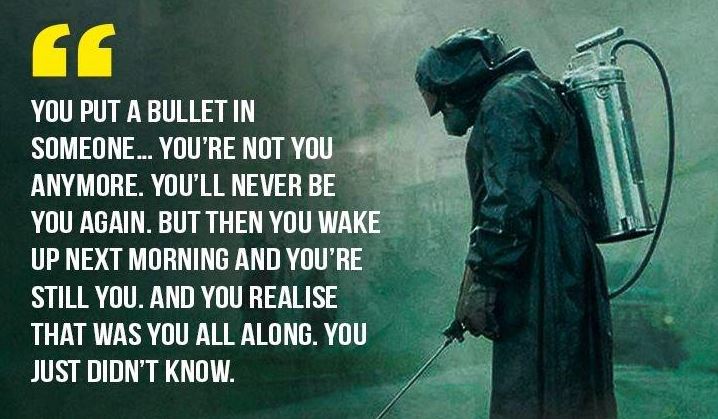 YOU PUT A BULLET IN
SOMEONE... YOU'RE NOT YOU
ANYMORE. YOU'LL NEVER BE
YOU AGAIN. BUT THEN YOU WAKE
UP NEXT MORNING AND YOU'RE
STILL YOU. AND YOU REALISE
THAT WAS YOU ALL ALONG. YOU
JUST DIDN'T KNOW.